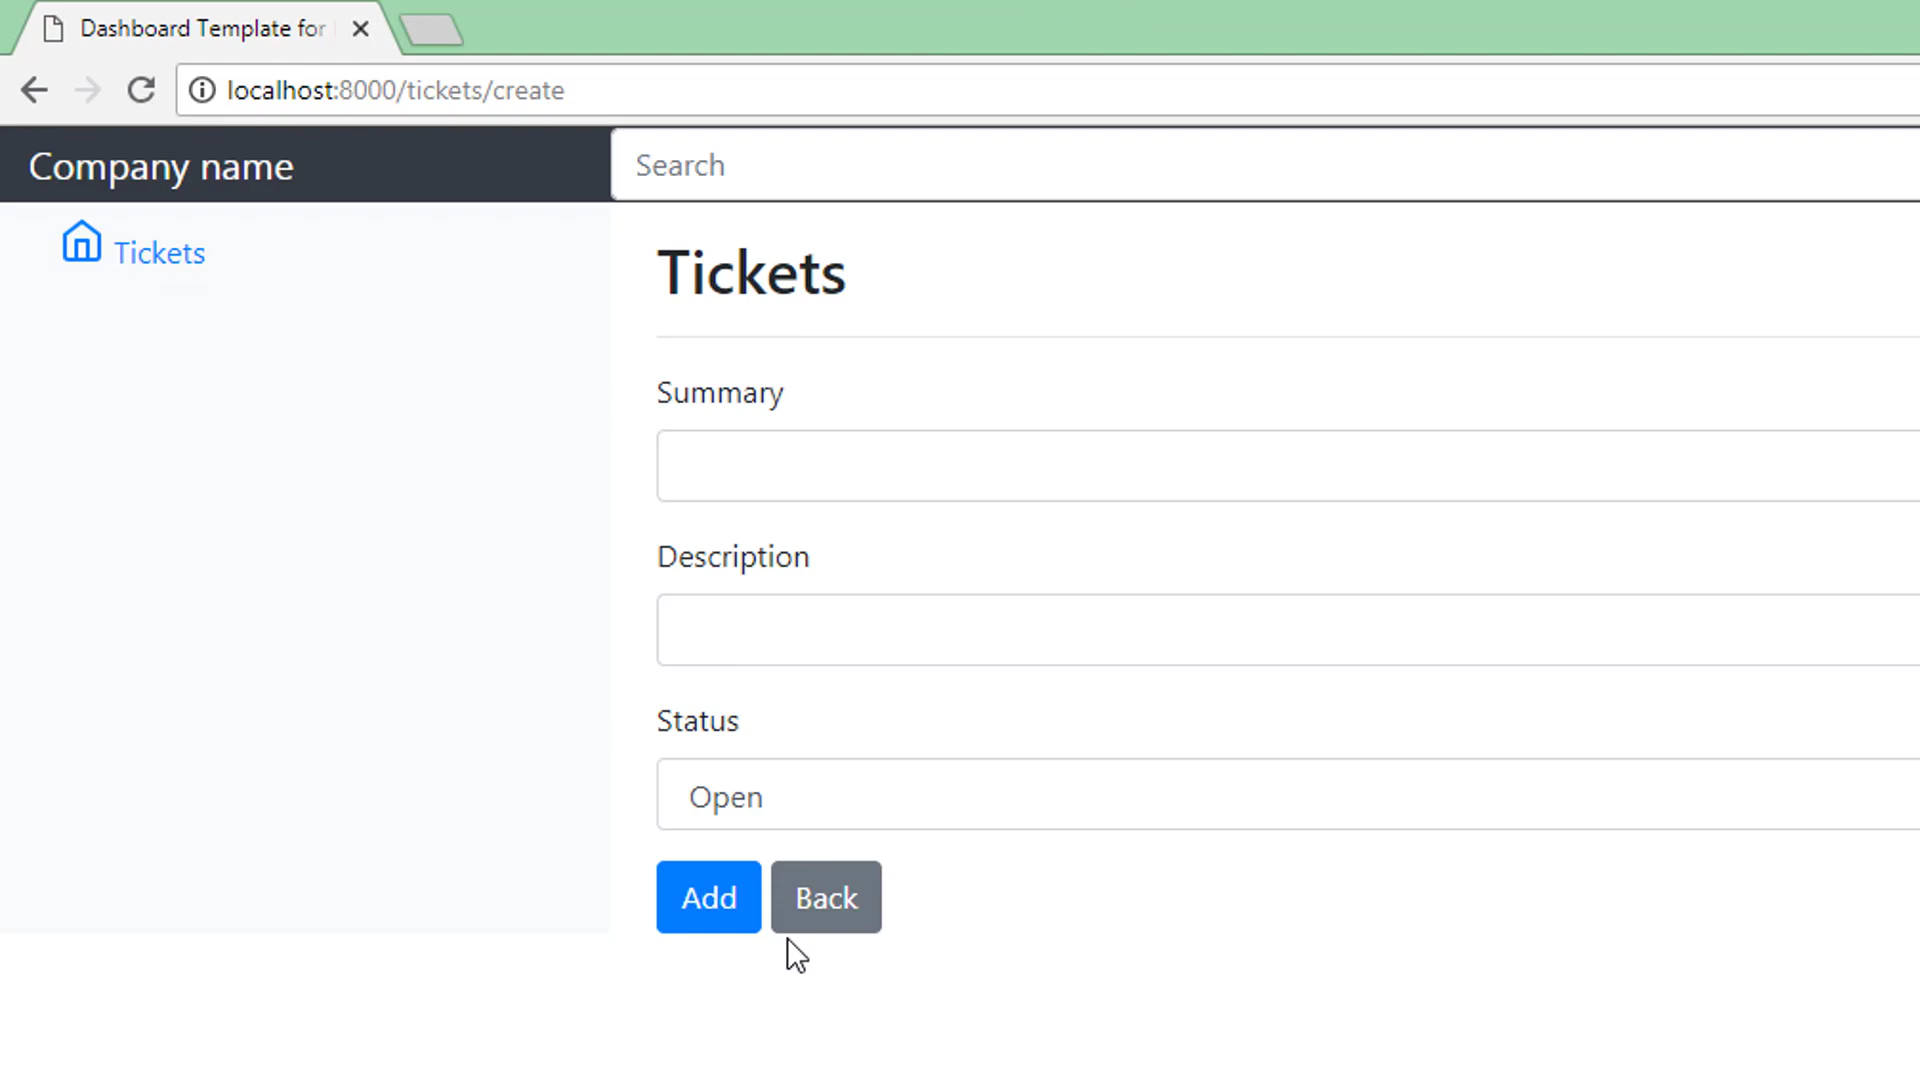 Dashboard Template for
localhost:8000/tickets/create
Company name
Search
Tickets
Tickets
Summary
Description
Status
Open
Add Back